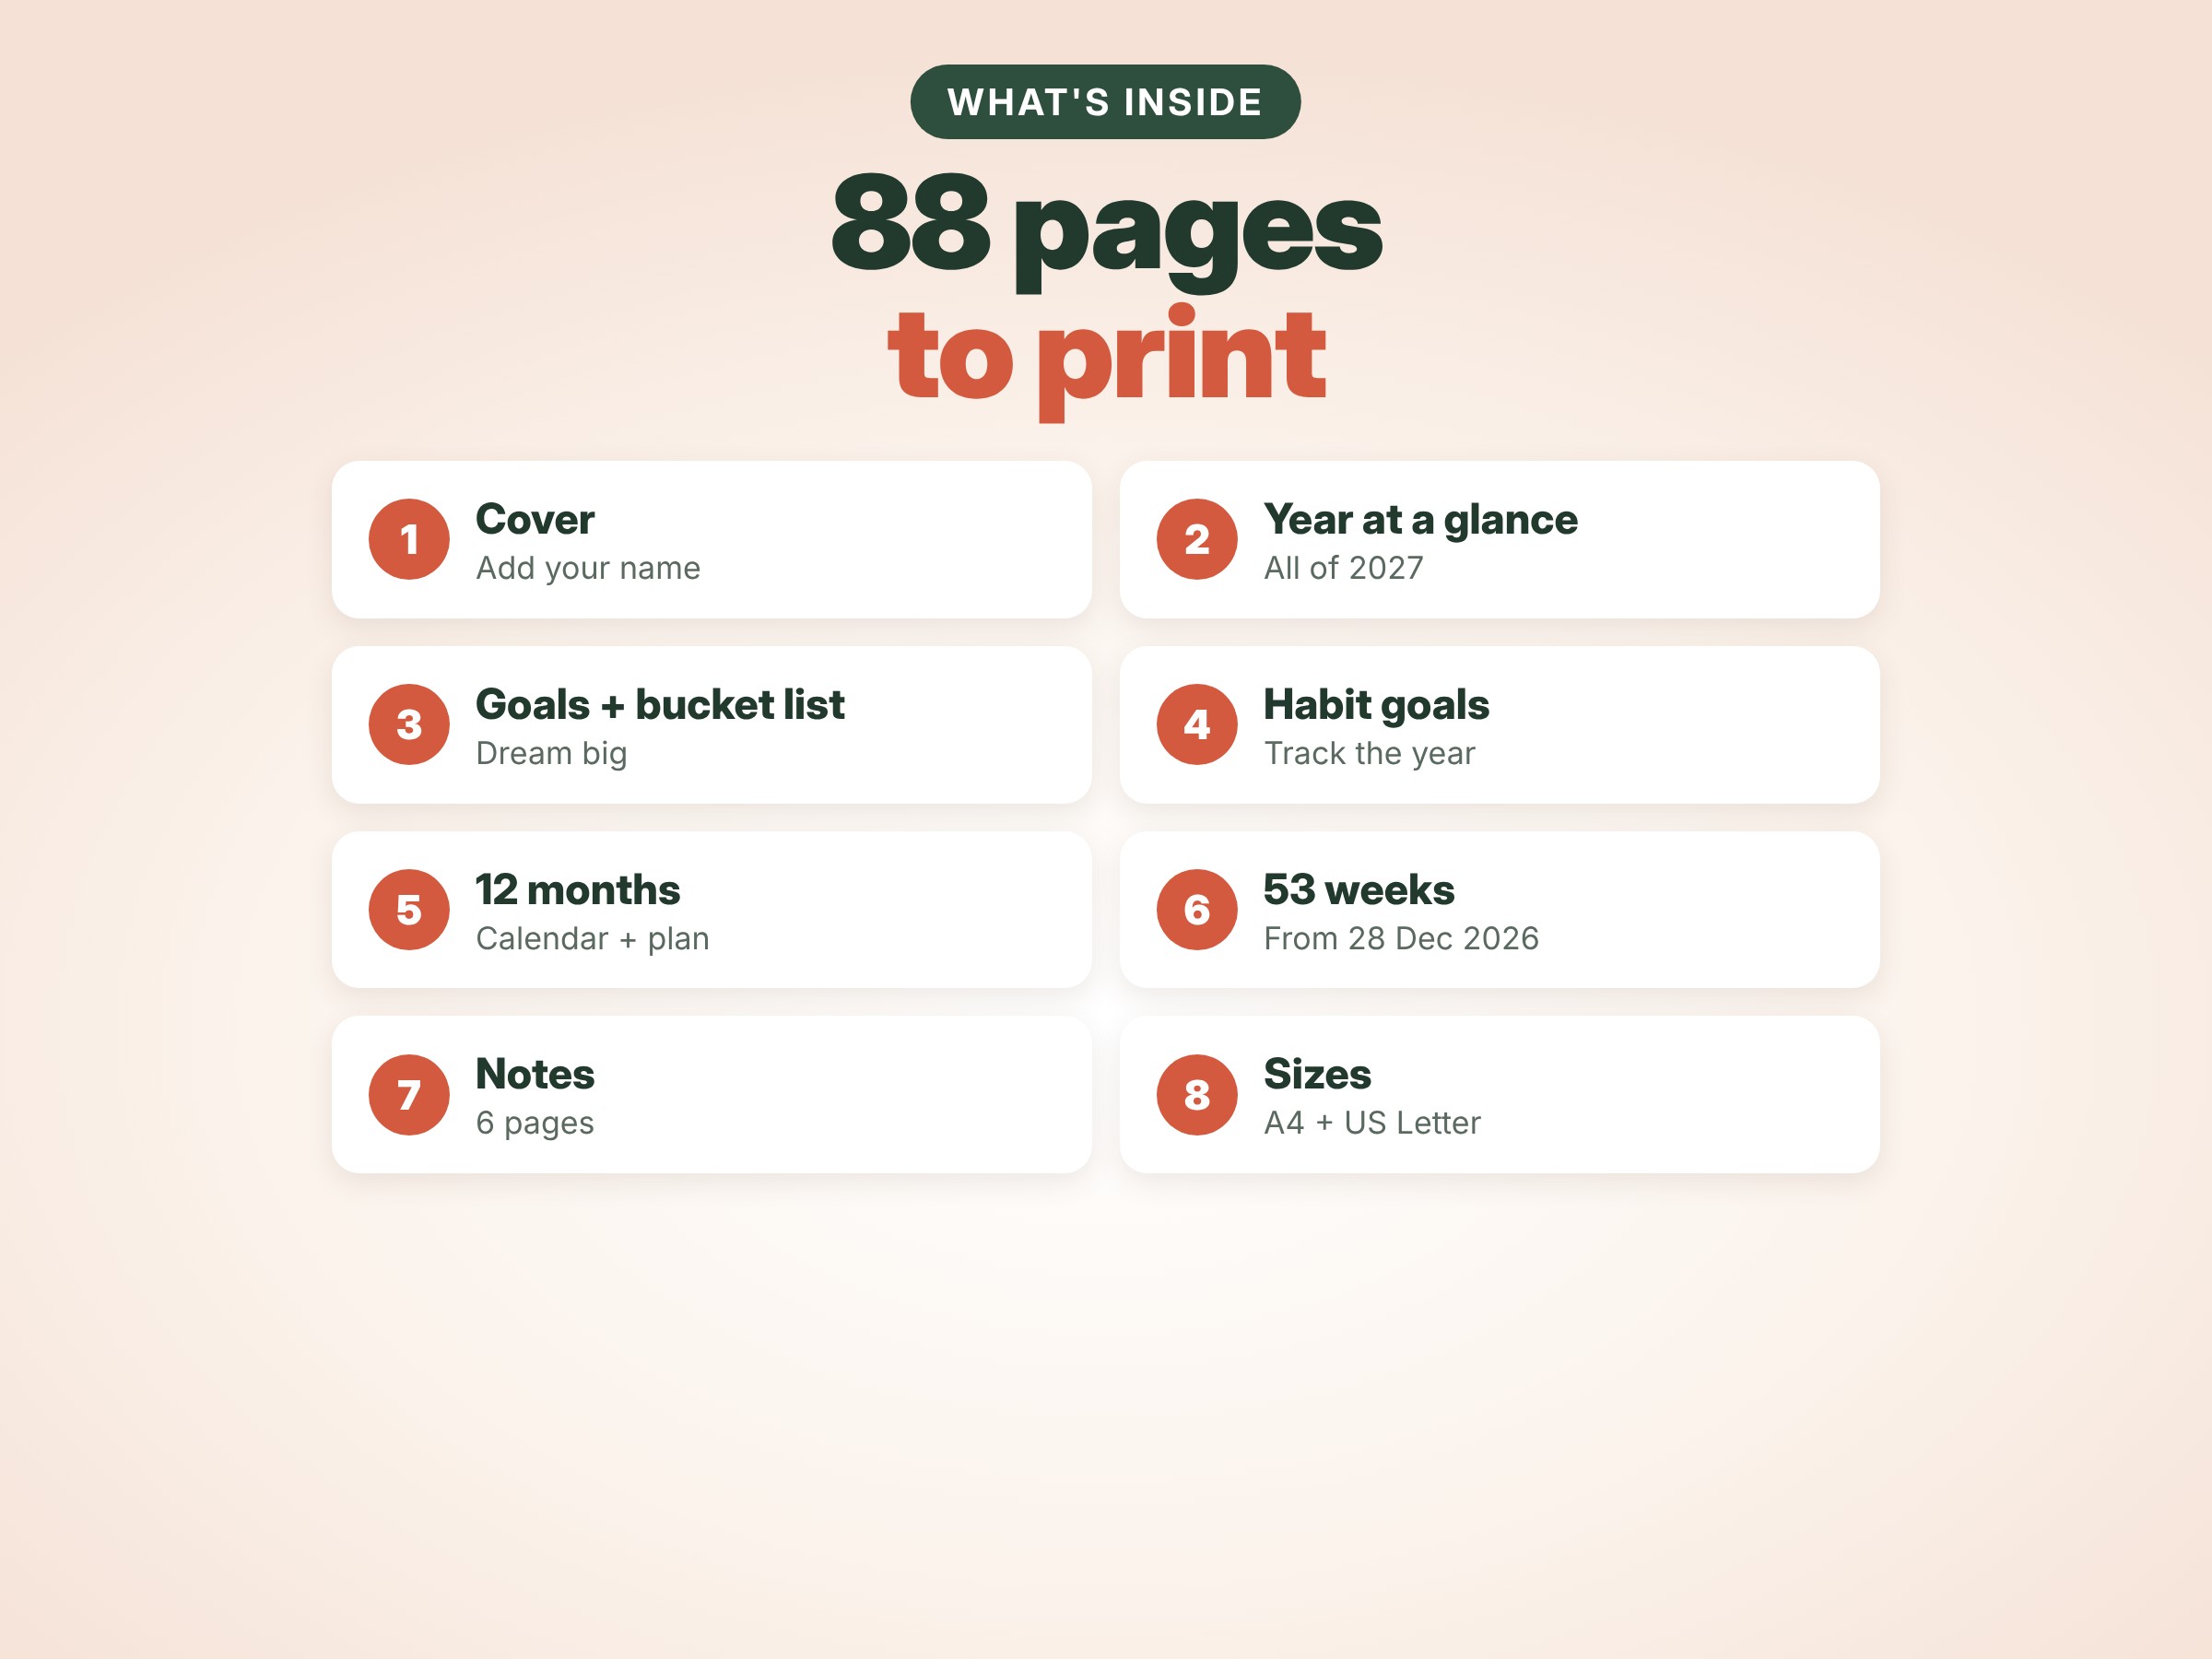 WHAT'S INSIDE
88 pages
to print
1
Cover
Add your name
2
Year at a glance
All of 2027
3
Goals + bucket list
Dream big
4
Habit goals
Track the year
5
12 months
Calendar + plan
6
53 weeks
From 28 Dec 2026
7
Notes
6 pages
8
Sizes
A4 + US Letter